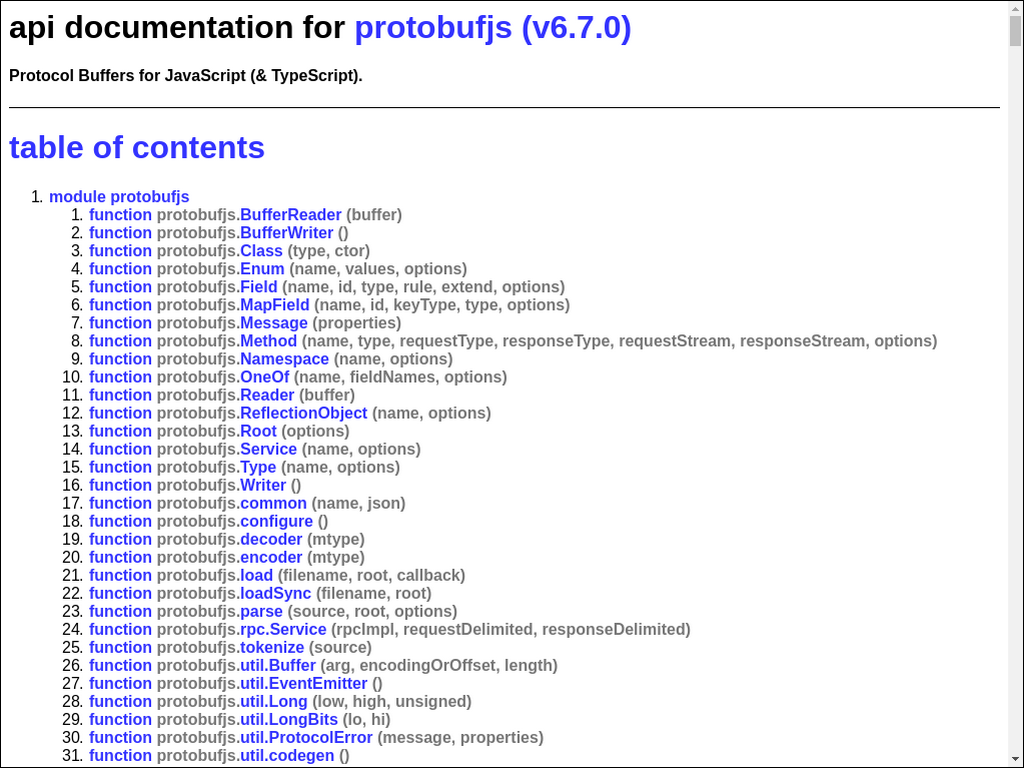 api documentation for protobufjs (v6.7.0)
Protocol Buffers for JavaScript (& TypeScript).
table of contents
1. module protobufjs
1. function protobufjs.BufferReader (buffer)
2. function protobufjs.BufferWriter ()
3. function protobufjs.Class (type, ctor)
4. function protobufjs.Enum (name, values, options)
5. function protobufjs.Field (name, id, type, rule, extend, options)
6. function protobufjs.MapField (name, id, keyType, type, options)
7. function protobufjs.Message (properties)
8. function protobufjs.Method (name, type, requestType, responseType, requestStream, responseStream, options)
9. function protobufjs.Namespace (name, options)
10. function protobufjs.OneOf (name, fieldNames, options)
11. function protobufjs.Reader (buffer)
12. function protobufjs.ReflectionObject (name, options)
13. function protobufjs.Root (options)
14. function protobufjs.Service (name, options)
15. function protobufjs.Type (name, options)
16. function protobufjs.Writer ()
17. function protobufjs.common (name, json)
18. function protobufjs.configure ()
19. function protobufjs.decoder (mtype)
20. function protobufjs.encoder (mtype)
21. function protobufjs.load (filename, root, callback)
22. function protobufjs.loadSync (filename, root)
23. function protobufjs.parse (source, root, options)
24. function protobufjs.rpc.Service (rpcImpl, requestDelimited, responseDelimited)
25. function protobufjs.tokenize (source)
26. function protobufjs.util.Buffer (arg, encodingOrOffset, length)
27. function protobufjs.util.EventEmitter ()
28. function protobufjs.util.Long (low, high, unsigned)
29. function protobufjs.util.LongBits (lo, hi)
30. function protobufjs.util.ProtocolError (message, properties)
31. function protobufjs.util.codegen ()